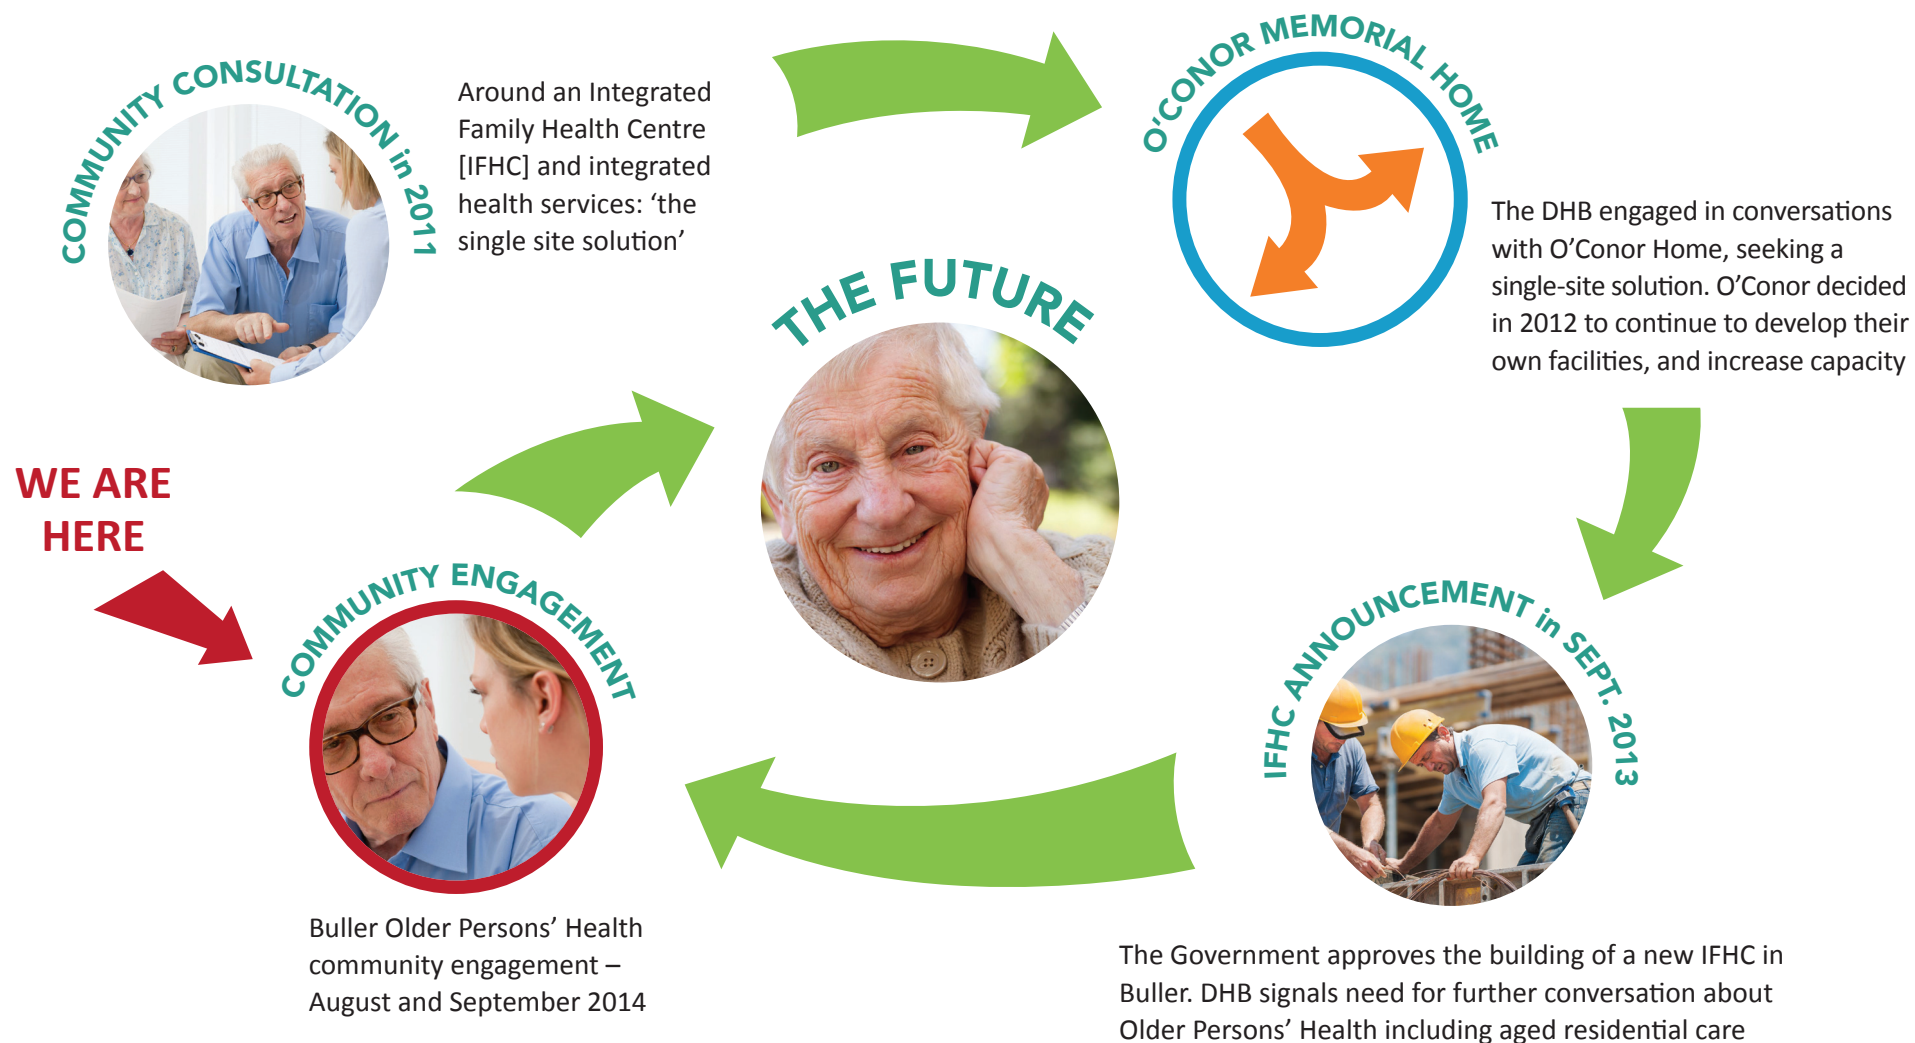 COMMUNITY CONSULTATION in 2011
Around an Integrated
Family Health Centre
[IFHC] and integrated
health services: ‘the
single site solution’
O’CONOR MEMORIAL HOME
The DHB engaged in conversations
with O’Conor Home, seeking a
single-site solution. O’Conor decided
in 2012 to continue to develop their
own facilities, and increase capacity
IFHC ANNOUNCEMENT in SEPT. 2013
The Government approves the building of a new IFHC in
Buller. DHB signals need for further conversation about
Older Persons’ Health including aged residential care
WE ARE
HERE
COMMUNITY ENGAGEMENT
Buller Older Persons’ Health
community engagement –
August and September 2014
THE FUTURE